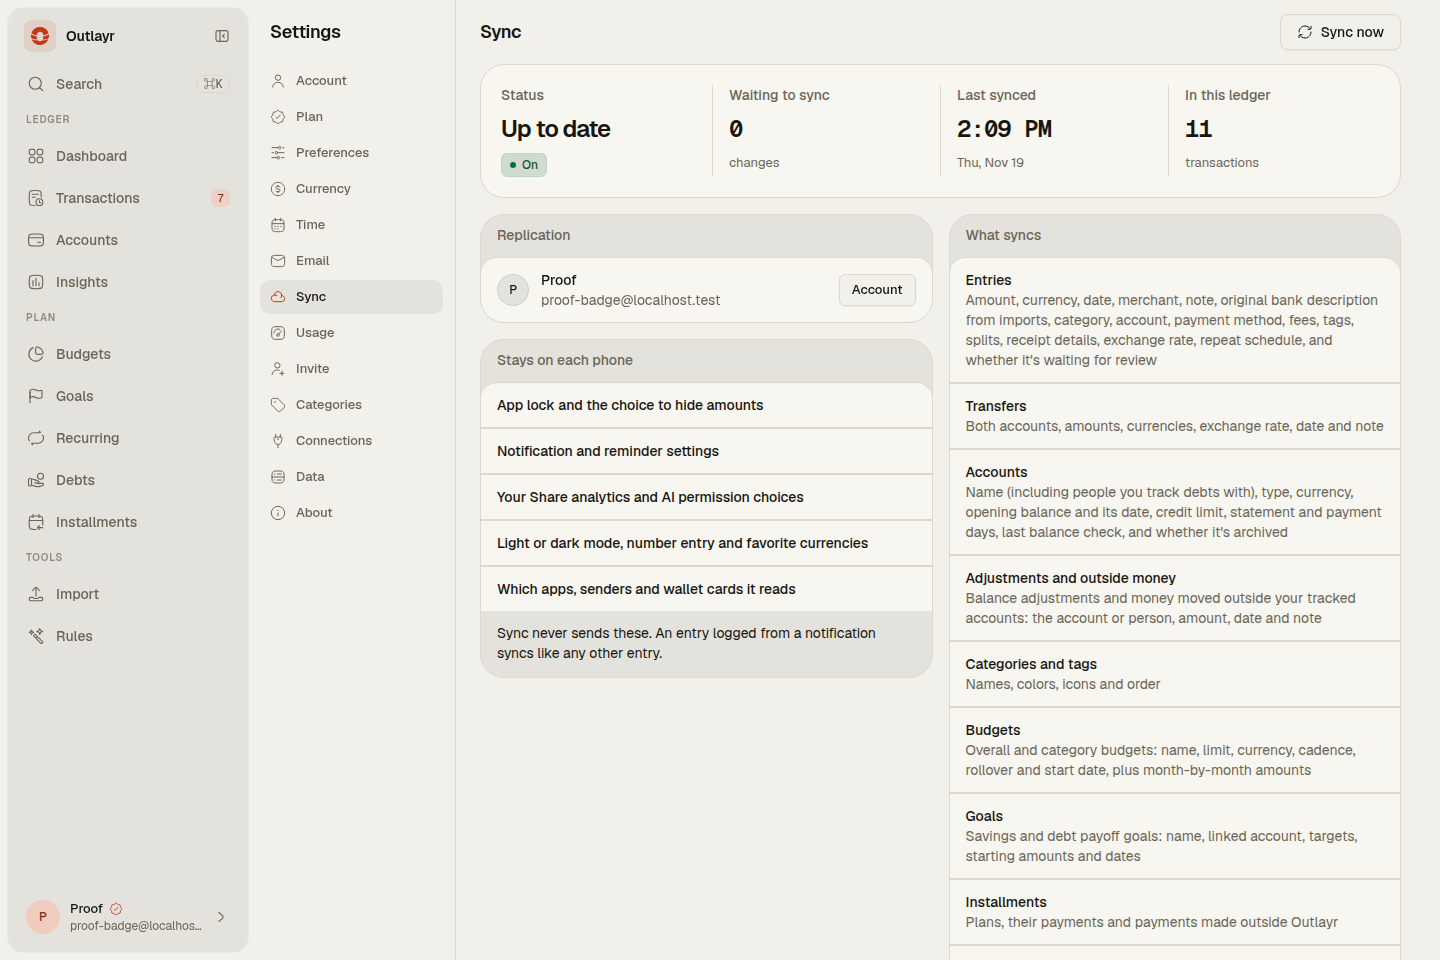 Outlayr
Search
⌘K
LEDGER
Dashboard
Transactions
7
Accounts
Insights
PLAN
Budgets
Goals
Recurring
Debts
Installments
TOOLS
Import
Rules
P
Proof
proof-badge@localhos...
Settings
Account
Plan
Preferences
Currency
Time
Email
Sync
Usage
Invite
Categories
Connections
Data
About
Sync
Sync now
Status
Up to date
On
Waiting to sync
0
changes
Last synced
2:09 PM
Thu, Nov 19
In this ledger
11
transactions
Replication
P
Proof
proof-badge@localhost.test
Account
Stays on each phone
App lock and the choice to hide amounts
Notification and reminder settings
Your Share analytics and AI permission choices
Light or dark mode, number entry and favorite currencies
Which apps, senders and wallet cards it reads
Sync never sends these. An entry logged from a notification
syncs like any other entry.
What syncs
Entries
Amount, currency, date, merchant, note, original bank description
from imports, category, account, payment method, fees, tags,
splits, receipt details, exchange rate, repeat schedule, and
whether it's waiting for review
Transfers
Both accounts, amounts, currencies, exchange rate, date and note
Accounts
Name (including people you track debts with), type, currency,
opening balance and its date, credit limit, statement and payment
days, last balance check, and whether it's archived
Adjustments and outside money
Balance adjustments and money moved outside your tracked
accounts: the account or person, amount, date and note
Categories and tags
Names, colors, icons and order
Budgets
Overall and category budgets: name, limit, currency, cadence,
rollover and start date, plus month-by-month amounts
Goals
Savings and debt payoff goals: name, linked account, targets,
starting amounts and dates
Installments
Plans, their payments and payments made outside Outlayr